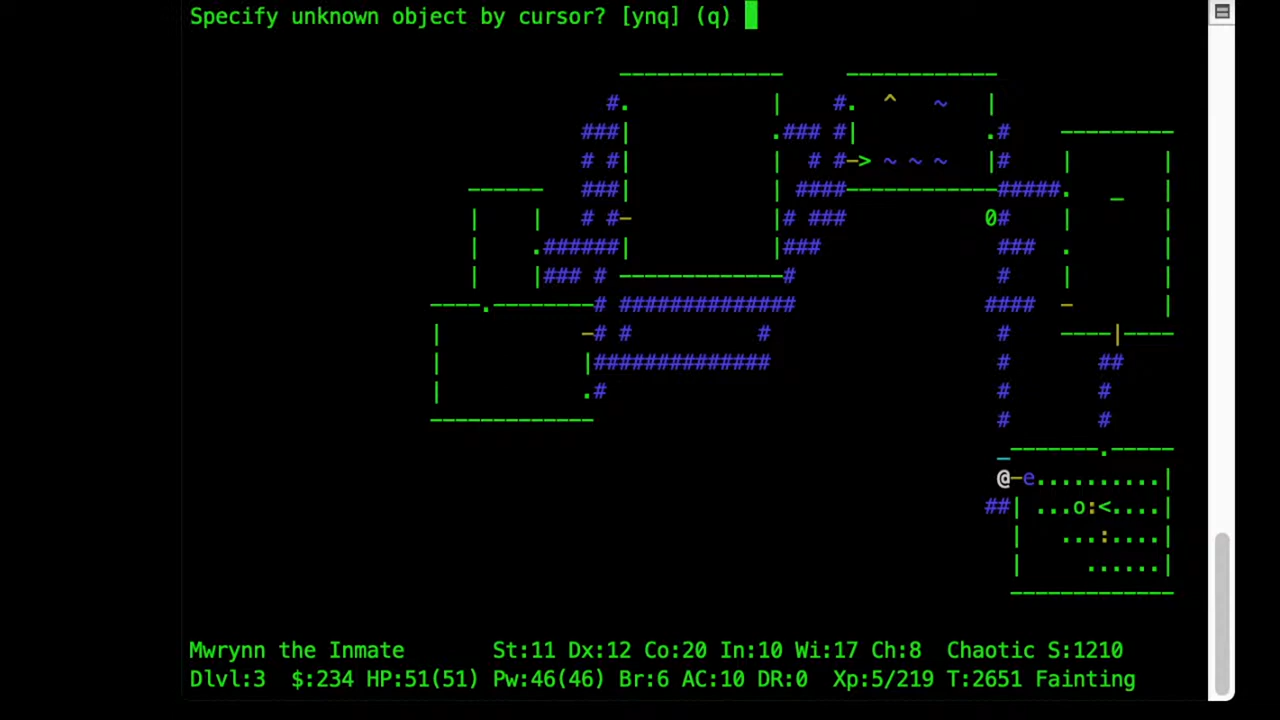 Specify unknown object by cursor? [ynq] (q)
------------- ------------
#. | #. ^ ~ |
###| .### #| .# ---------
# #| | # #-> ~ ~ ~ |# | |
------ ###| | ####------------#####. _ |
| | # #- |# ### 0# | |
| .######| |### ### . |
| |### # -------------# # | |
----.--------# ############## #### - |
| -# # # # ----|----
| |############## # ##
| .# # #
------------- # #
_-------.-----
@-e..........|
##| ...o:<....|
| ...:....|
| ......|
-------------
Mwrynn the Inmate St:11 Dx:12 Co:20 In:10 Wi:17 Ch:8 Chaotic S:1210
Dlvl:3 $:234 HP:51(51) Pw:46(46) Br:6 AC:10 DR:0 Xp:5/219 T:2651 Fainting